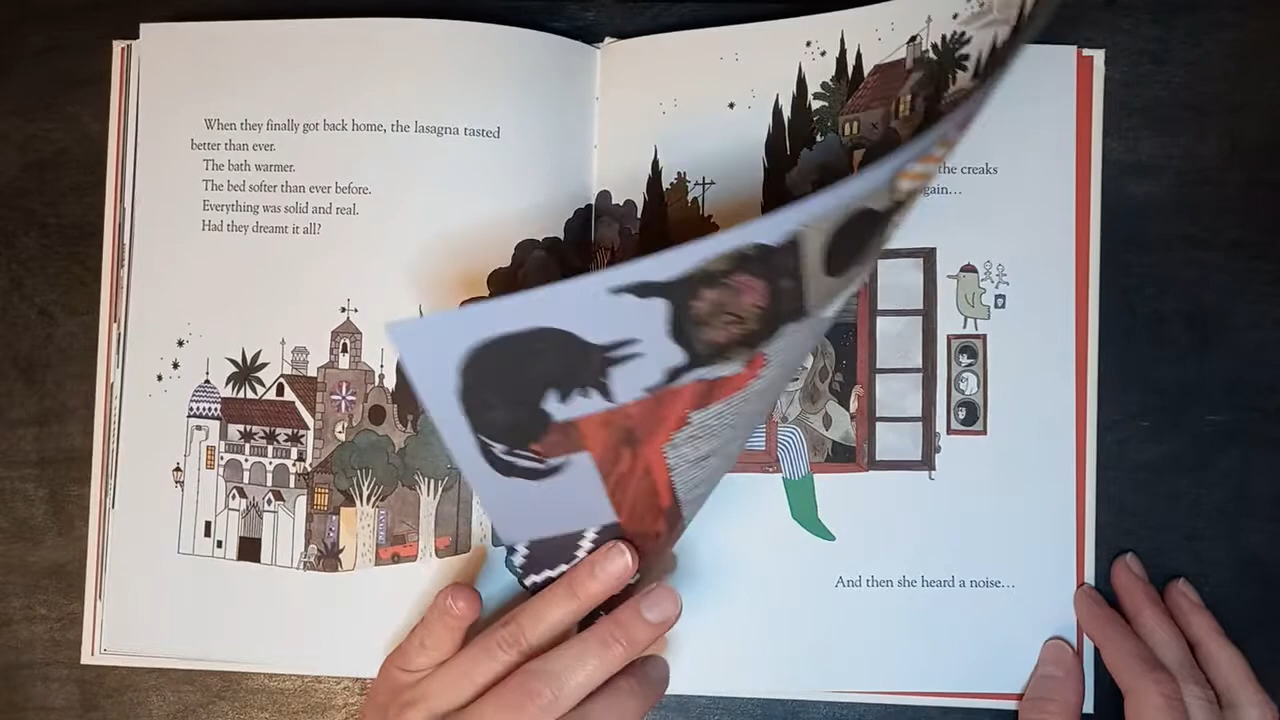 When they finally got back home, the lasagna tasted
better than ever.
The bath warmer.
The bed softer than ever before.
Everything was solid and real.
Had they dreamt it all?
the creaks
gain…
And then she heard a noise…